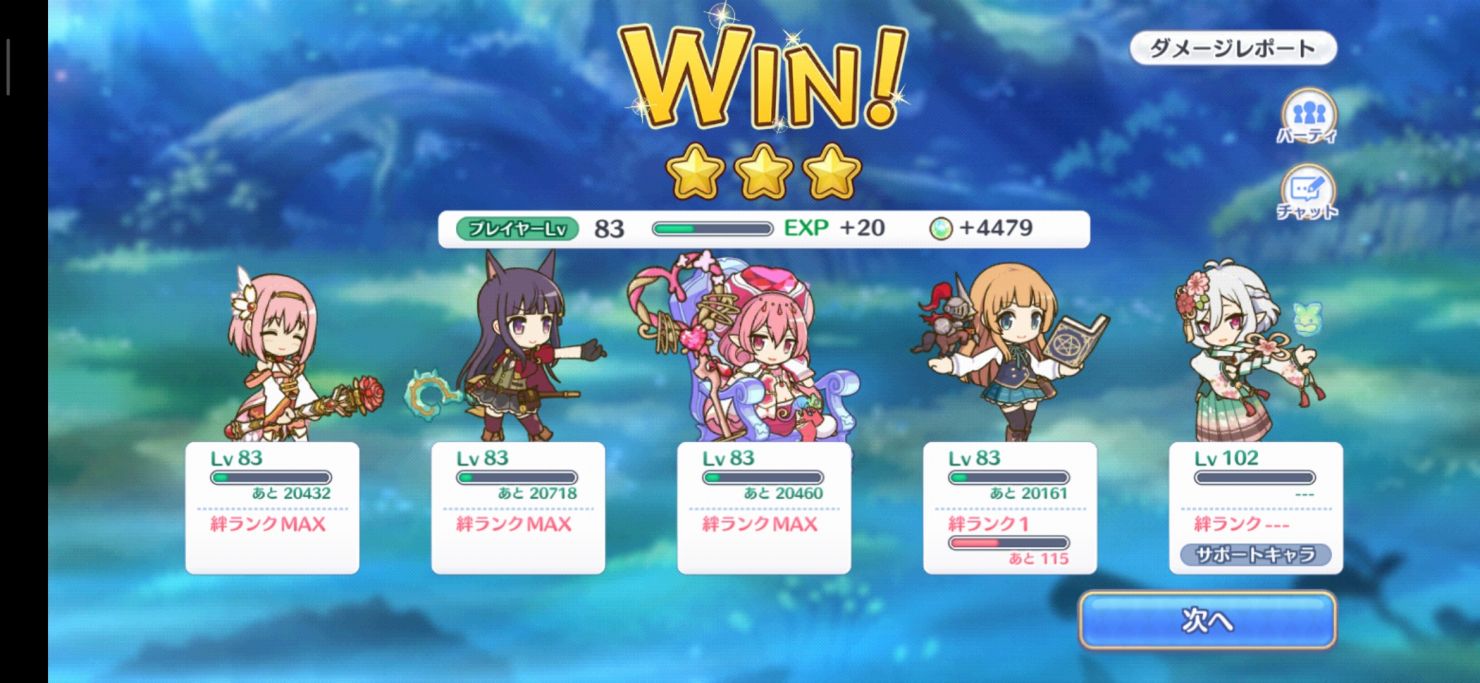 WIN!
ダメージレポート
パーティ
チャット
プレイヤーLv 83 EXP +20 +4479
Lv 83
あと 20432
絆ランクMAX
Lv 83
あと 20718
絆ランクMAX
Lv 83
あと 20460
絆ランクMAX
Lv 83
あと 20161
絆ランク1
あと 115
Lv 102
---
絆ランク---
サポートキャラ
次へ